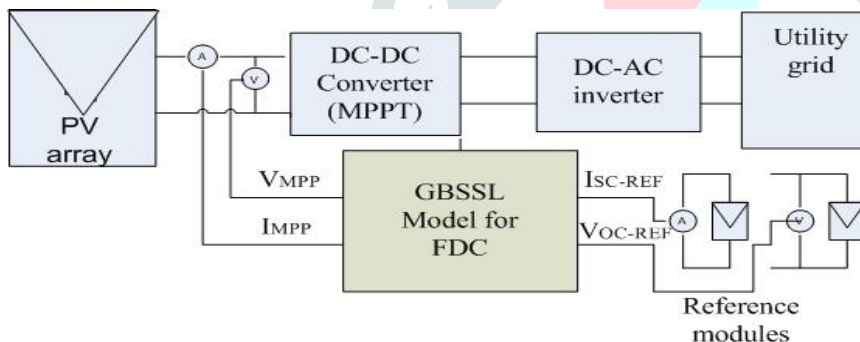 PV
array
A
V
DC-DC
Converter
(MPPT)
DC-AC
inverter
Utility
grid
VMPP
IMPP
GBSSL
Model for
FDC
ISC-REF
VOC-REF
A
V
Reference
modules